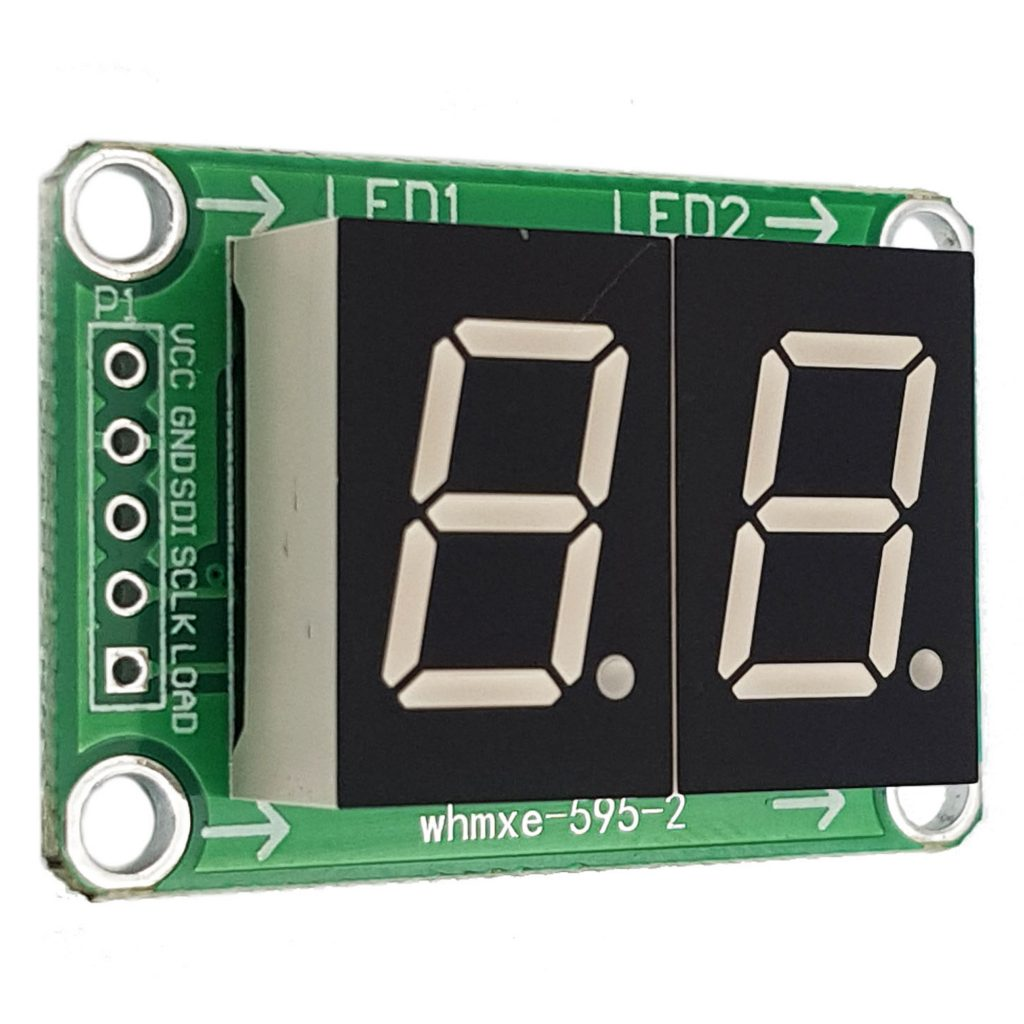 LED1
LED2
P1
VCC GND SDI SCLK LOAD
whmxe-595-2